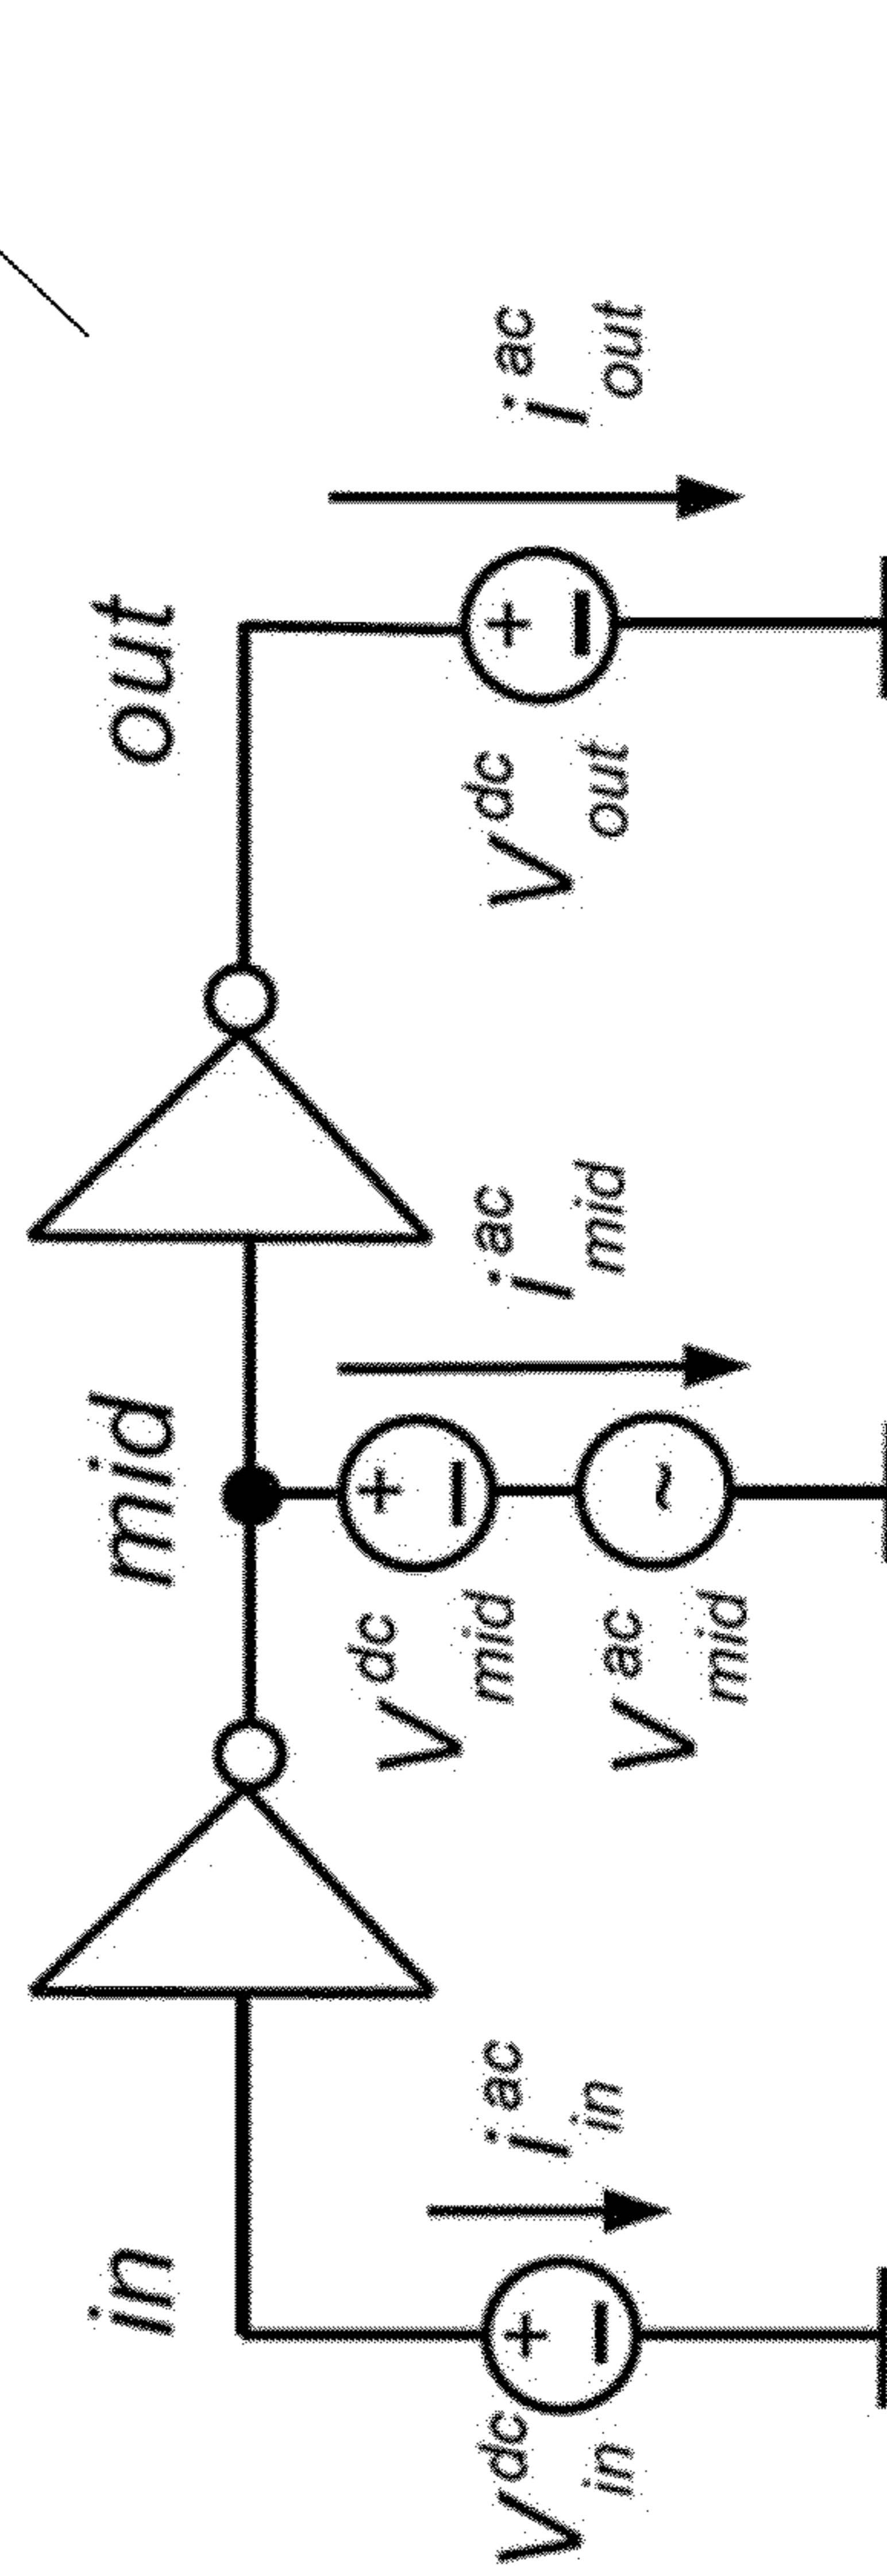 in
mid
out
V^dc_in
i^ac_in
V^dc_mid
V^ac_mid
i^ac_mid
V^dc_out
i^ac_out
+
−
+
−
~
+
−